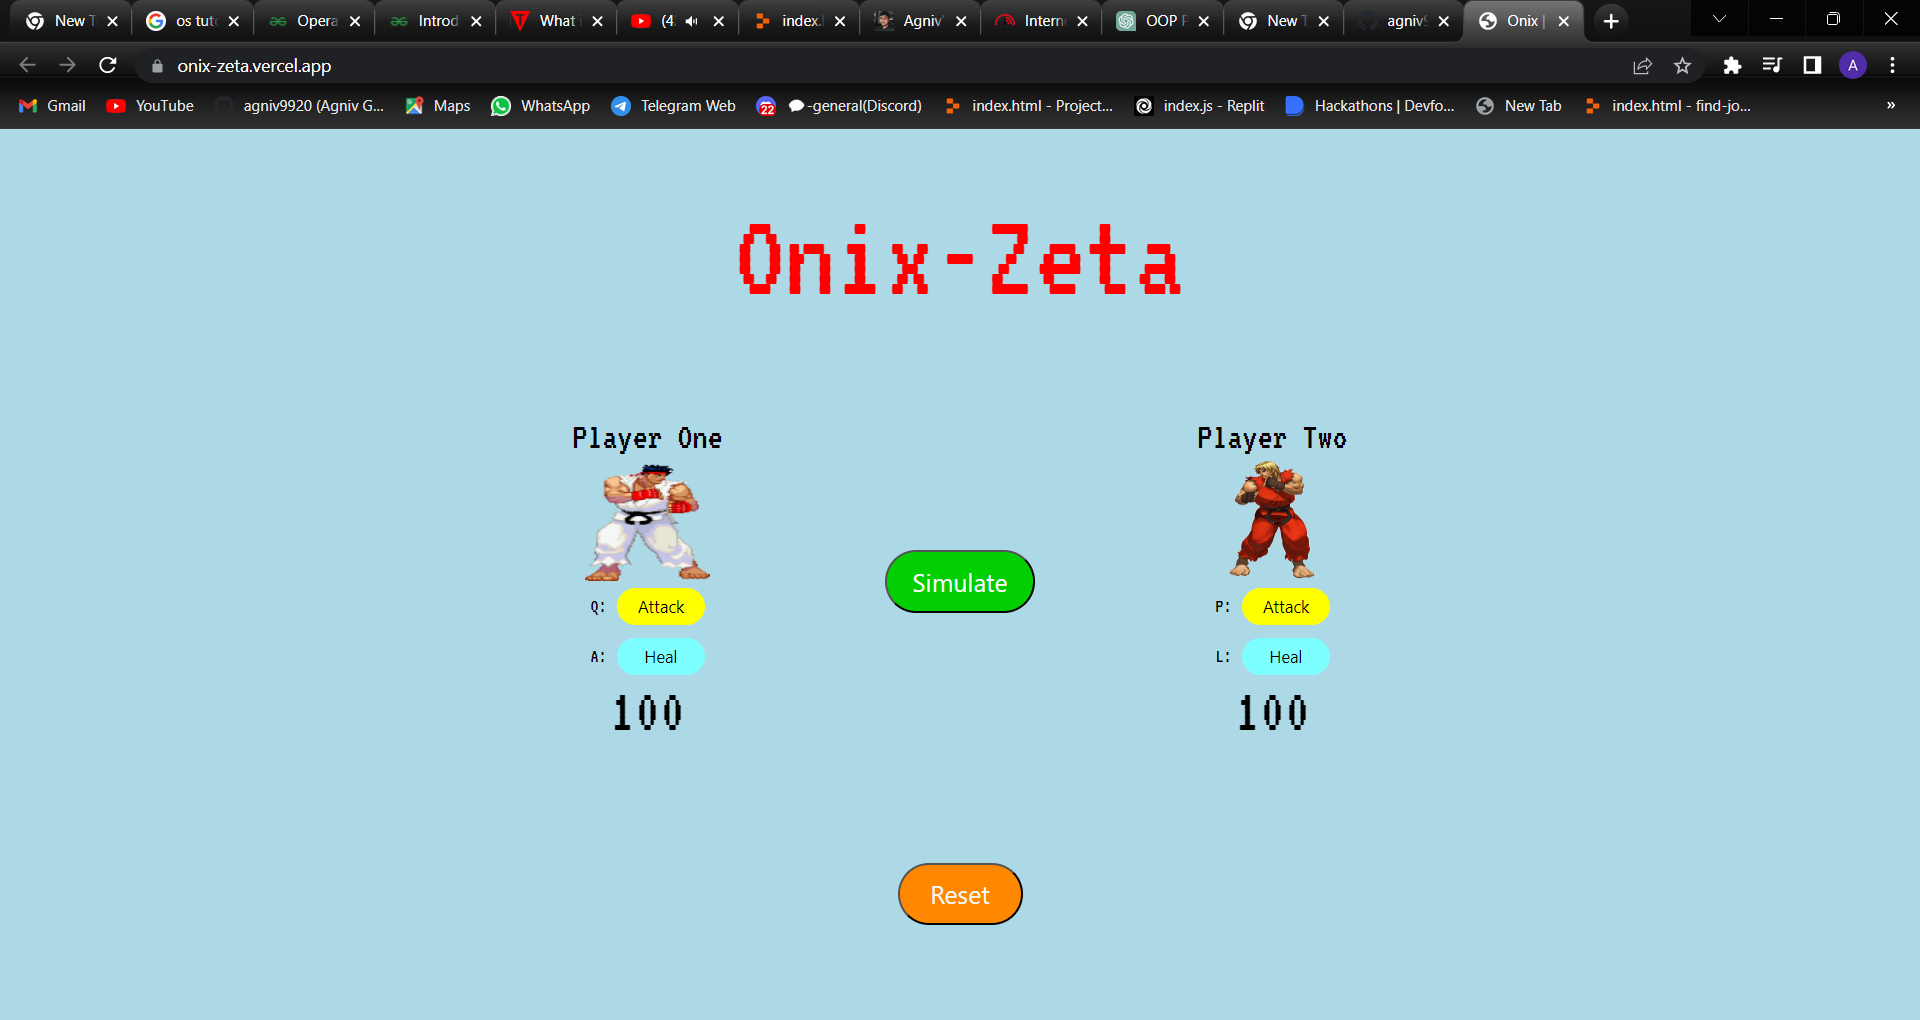 New T
os tut
Opera
Introd
What i
(4
index.
Agniv'
Intern
OOP P
New T
agniv9
Onix |
onix-zeta.vercel.app
A
Gmail
YouTube
agniv9920 (Agniv G...
Maps
WhatsApp
Telegram Web
22
-general(Discord)
index.html - Project...
index.js - Replit
Hackathons | Devfo...
New Tab
index.html - find-jo...
»
Onix-Zeta
Player One
Player Two
Simulate
Q: Attack
P: Attack
A: Heal
L: Heal
100
100
Reset